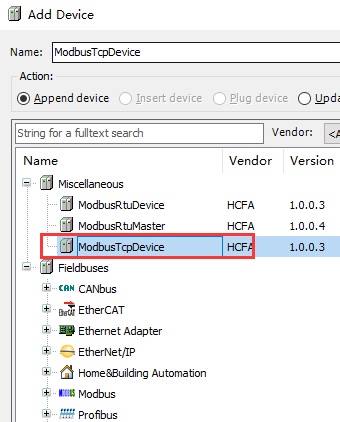 Add Device
Name: ModbusTcpDevice
Action:
Append device Insert device Plug device Upda
String for a fulltext search Vendor: <A
Name Vendor Version
Miscellaneous
ModbusRtuDevice HCFA 1.0.0.3
ModbusRtuMaster HCFA 1.0.0.4
ModbusTcpDevice HCFA 1.0.0.3
Fieldbuses
CAN CANbus
EtherCAT
Ethernet Adapter
EtherNet/IP
Home&Building Automation
MODBUS Modbus
Profibus